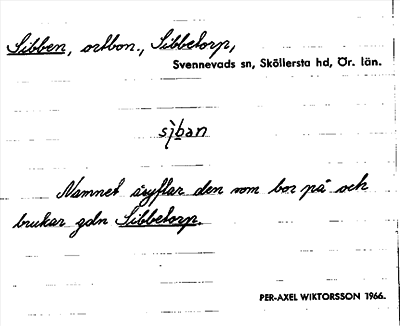 Sibben, ortbon., Sibbetorp,
Svennevads sn, Sköllersta hd, Ör. län.
sìban
Namnet åsyftar den som bor på och
brukar gdn Sibbetorp.
PER-AXEL WIKTORSSON 1966.